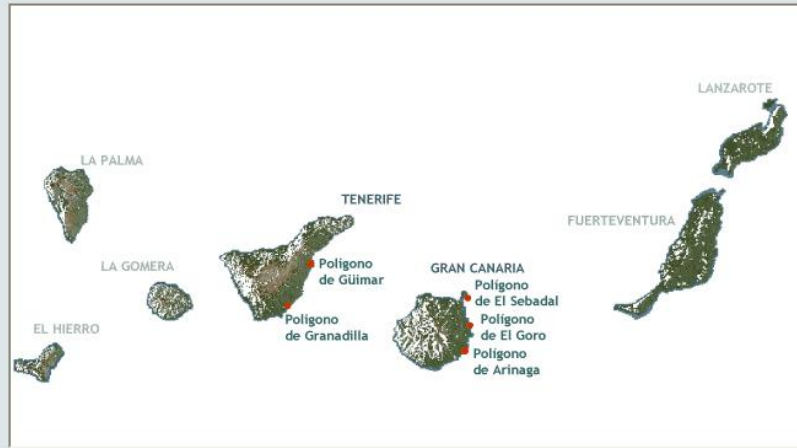 LANZAROTE
LA PALMA
TENERIFE
FUERTEVENTURA
LA GOMERA
Polígono
de Güimar
GRAN CANARIA
Polígono
de El Sebadal
Polígono
de Granadilla
Polígono
de El Goro
EL HIERRO
Polígono
de Arinaga